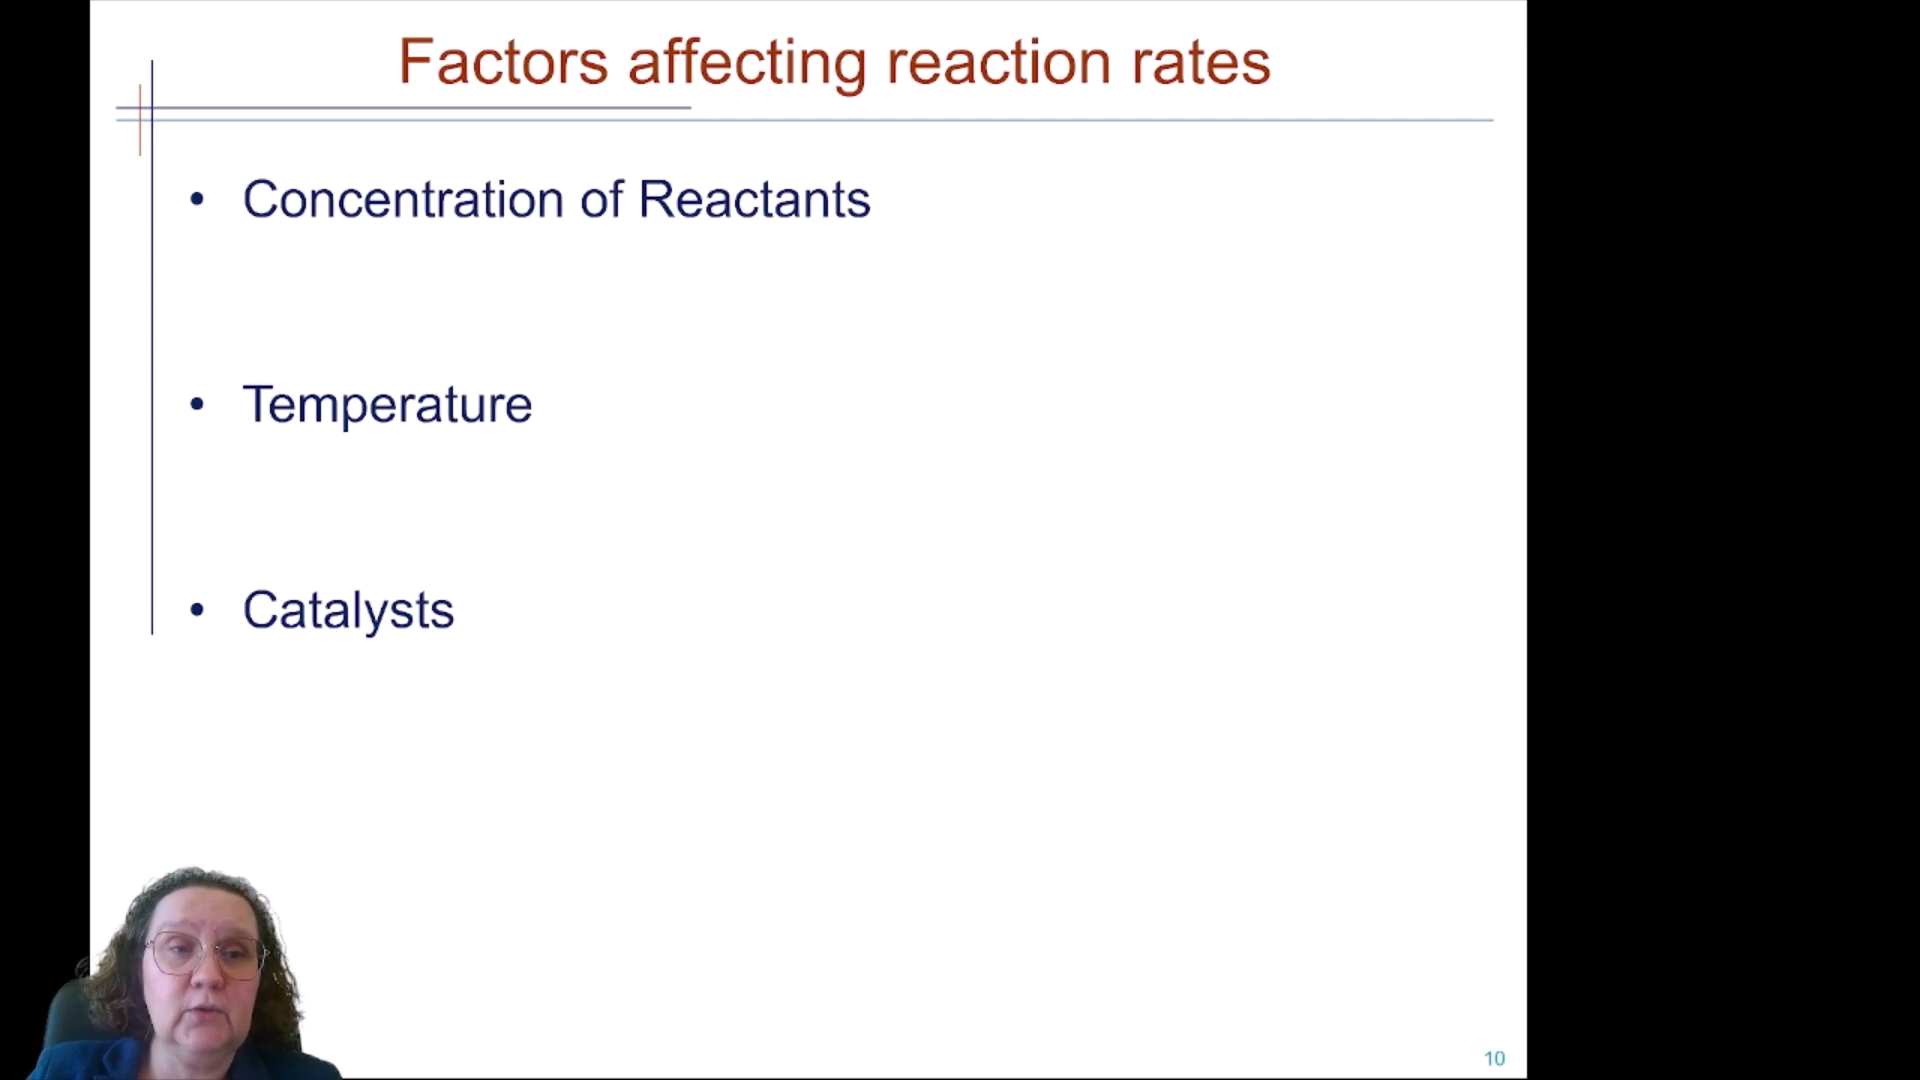 Factors affecting reaction rates
• Concentration of Reactants
• Temperature
• Catalysts
10